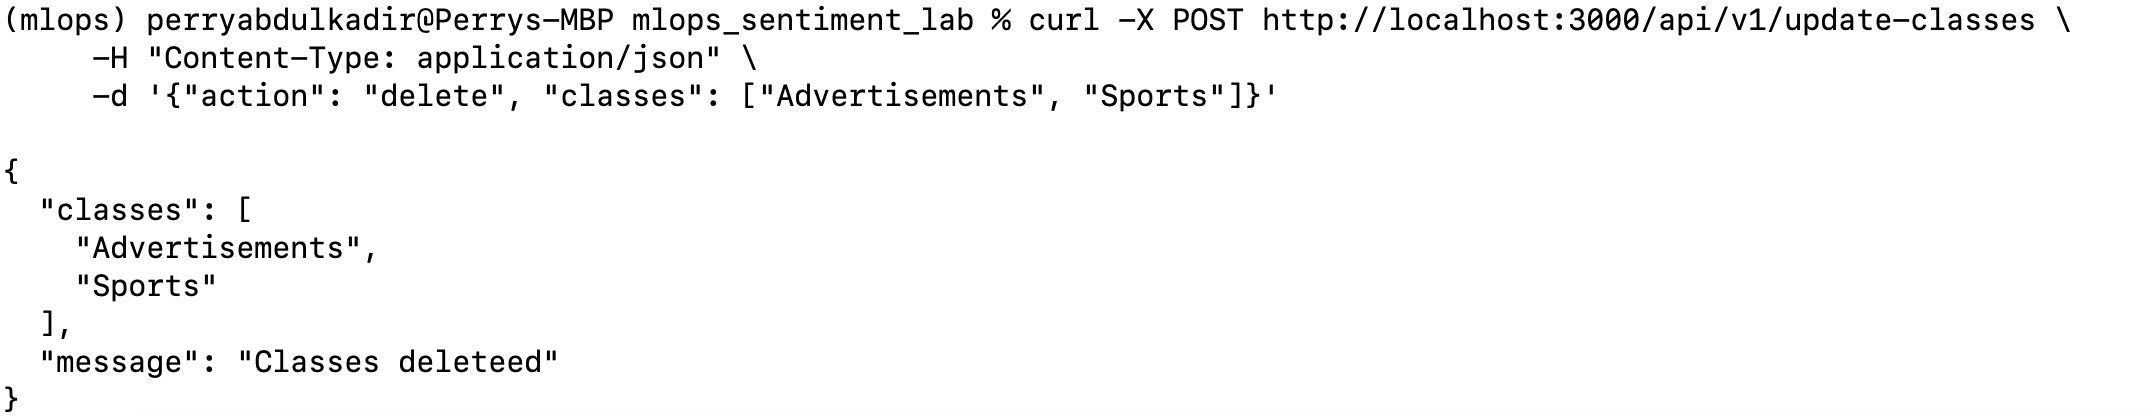 (mlops) perryabdulkadir@Perrys-MBP mlops_sentiment_lab % curl -X POST http://localhost:3000/api/v1/update-classes \
     -H "Content-Type: application/json" \
     -d '{"action": "delete", "classes": ["Advertisements", "Sports"]}'

{
  "classes": [
    "Advertisements",
    "Sports"
  ],
  "message": "Classes deleteed"
}